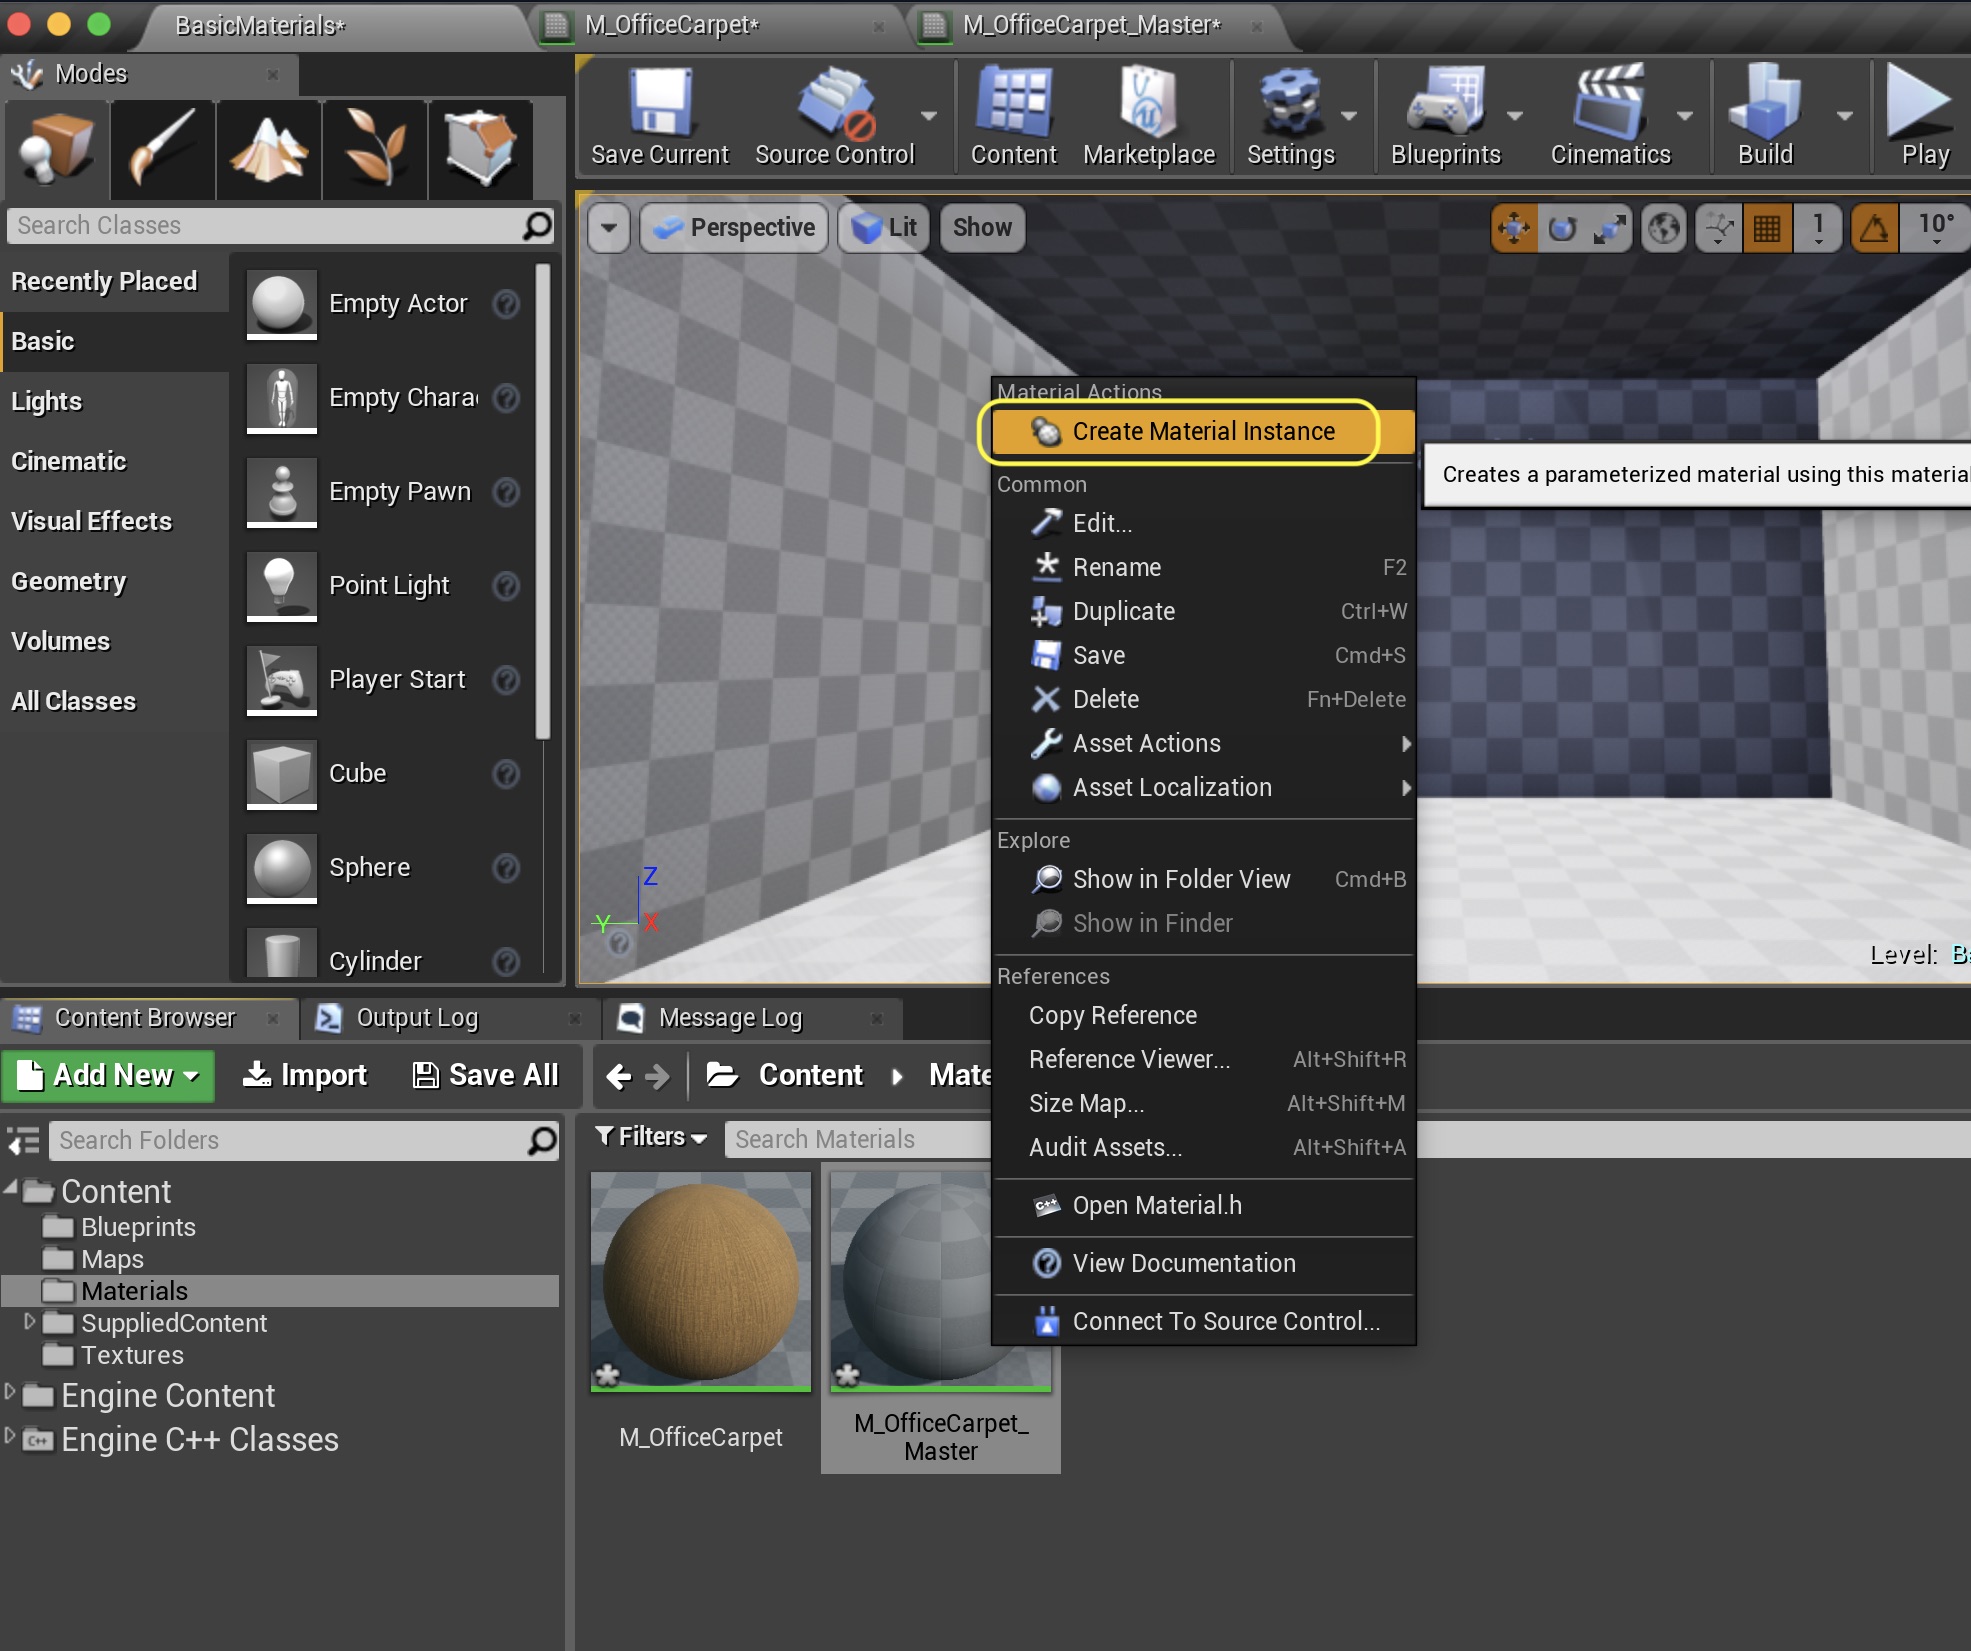 BasicMaterials*
M_OfficeCarpet*
M_OfficeCarpet_Master*
Modes
Save Current
Source Control
Content
Marketplace
Settings
Blueprints
Cinematics
Build
Play
Search Classes
Perspective
Lit
Show
1
10°
Recently Placed
Basic
Lights
Cinematic
Visual Effects
Geometry
Volumes
All Classes
Empty Actor
Empty Chara
Empty Pawn
Point Light
Player Start
Cube
Sphere
Cylinder
Z
Y
X
Level: B
Material Actions
Create Material Instance
Creates a parameterized material using this material
Common
Edit...
Rename F2
Duplicate Ctrl+W
Save Cmd+S
Delete Fn+Delete
Asset Actions
Asset Localization
Explore
Show in Folder View Cmd+B
Show in Finder
References
Copy Reference
Reference Viewer... Alt+Shift+R
Size Map... Alt+Shift+M
Audit Assets... Alt+Shift+A
C++ Open Material.h
View Documentation
Connect To Source Control...
Content Browser
Output Log
Message Log
Add New
Import
Save All
Content
Mate
Search Folders
Filters
Search Materials
Content
Blueprints
Maps
Materials
SuppliedContent
Textures
Engine Content
C++ Engine C++ Classes
M_OfficeCarpet
M_OfficeCarpet_
Master